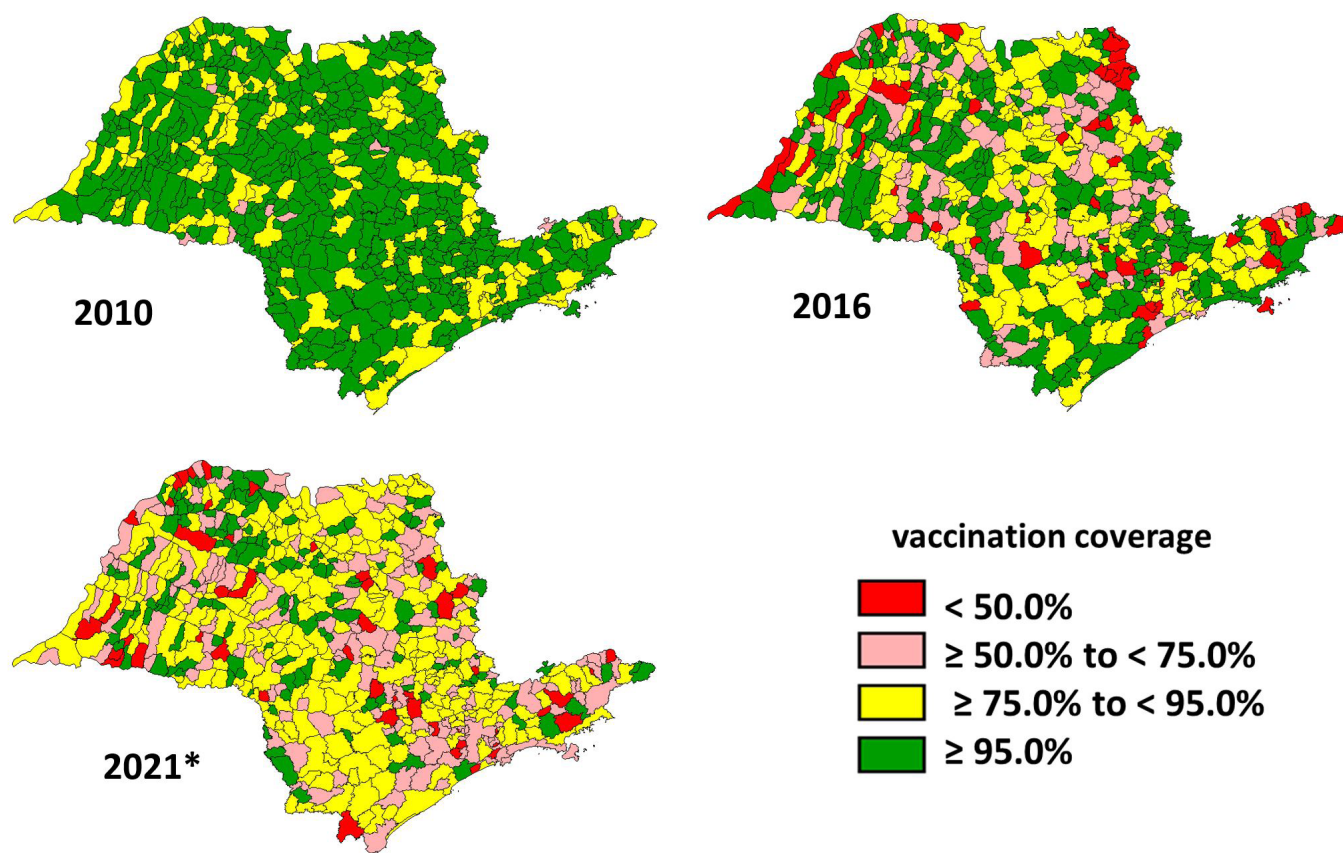 2010
2016
2021*
vaccination coverage
< 50.0%
≥ 50.0% to < 75.0%
≥ 75.0% to < 95.0%
≥ 95.0%